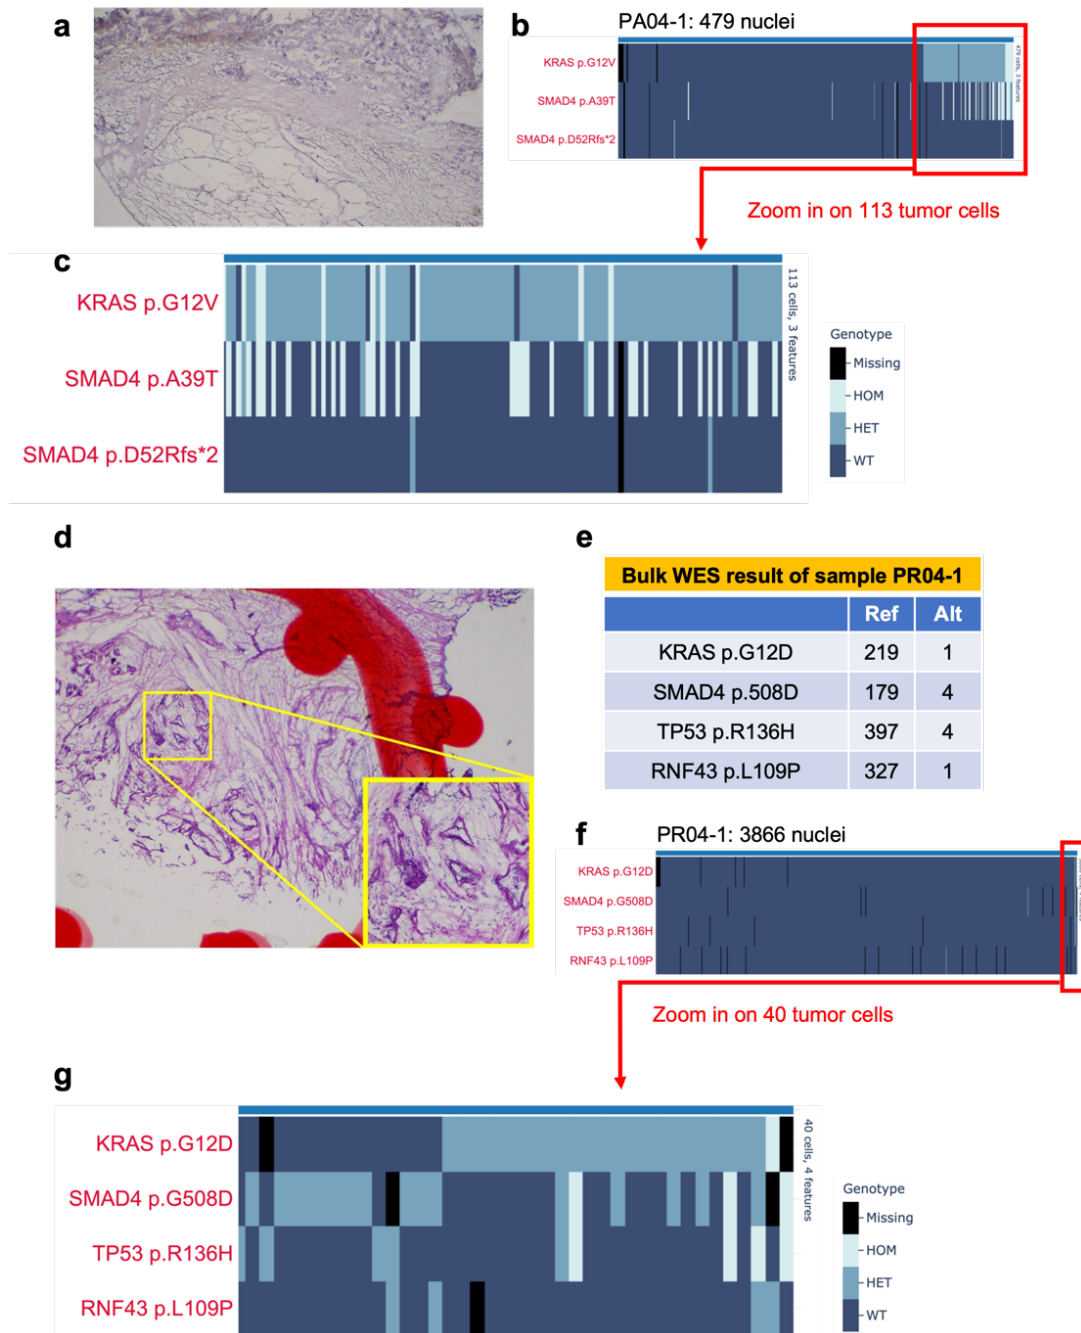 a
b
PA04-1: 479 nuclei
KRAS p.G12V
SMAD4 p.A39T
SMAD4 p.D52Rfs*2
479 cells, 3 features
Zoom in on 113 tumor cells
c
KRAS p.G12V
SMAD4 p.A39T
SMAD4 p.D52Rfs*2
113 cells, 3 features
Genotype
Missing
HOM
HET
WT
d
e
Bulk WES result of sample PR04-1
Ref Alt
KRAS p.G12D 219 1
SMAD4 p.508D 179 4
TP53 p.R136H 397 4
RNF43 p.L109P 327 1
f
PR04-1: 3866 nuclei
KRAS p.G12D
SMAD4 p.G508D
TP53 p.R136H
RNF43 p.L109P
Zoom in on 40 tumor cells
g
KRAS p.G12D
SMAD4 p.G508D
TP53 p.R136H
RNF43 p.L109P
40 cells, 4 features
Genotype
Missing
HOM
HET
WT